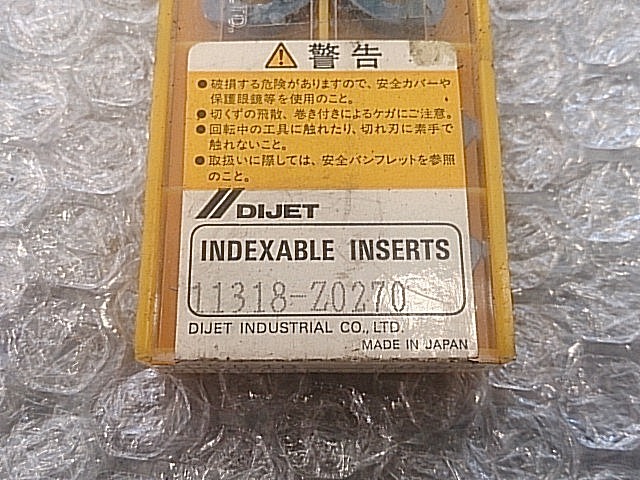 LTD.
警告
●破損する危険がありますので、安全カバーや
保護眼鏡等を使用のこと。
●切くずの飛散、巻き付きによるケガにご注意。
●回転中の工具に触れたり、切れ刃に素手で
触れないこと。
●取扱いに際しては、安全パンフレットを参照
のこと。
DIJET
INDEXABLE INSERTS
11318-Z0270
DIJET INDUSTRIAL CO., LTD.
MADE IN JAPAN